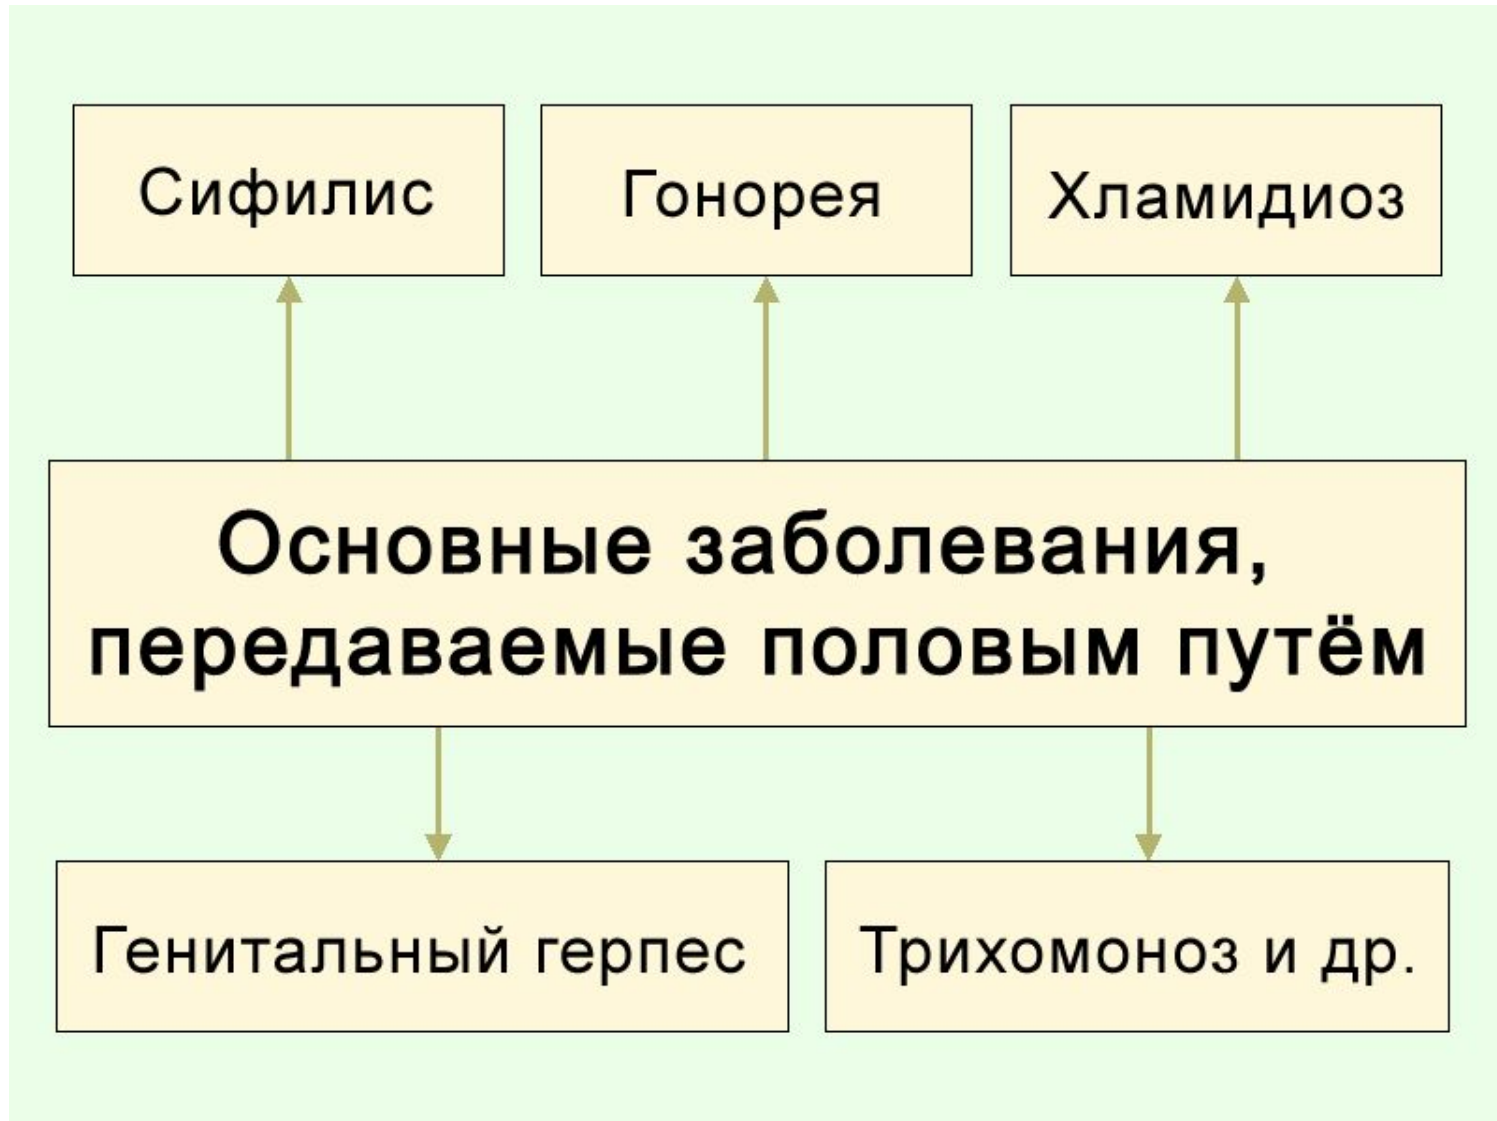 Сифилис
Гонорея
Хламидиоз
Основные заболевания,
передаваемые половым путём
Генитальный герпес
Трихомоноз и др.